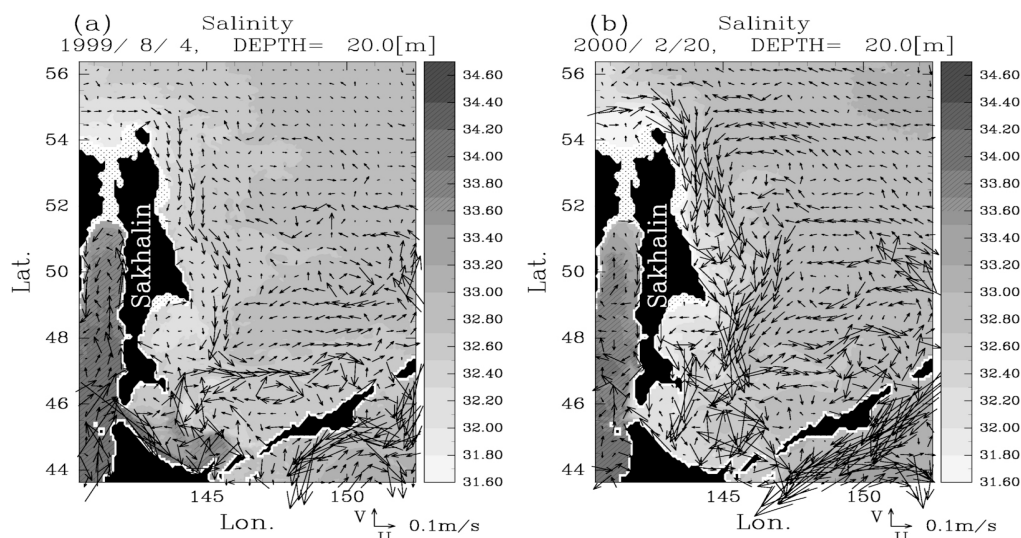 (a)
Salinity
1999/ 8/ 4, DEPTH= 20.0[m]
56
54
52
50
48
46
44
Lat.
Sakhalin
145
150
Lon.
V
U
0.1m/s
34.60
34.40
34.20
34.00
33.80
33.60
33.40
33.20
33.00
32.80
32.60
32.40
32.20
32.00
31.80
31.60
(b)
Salinity
2000/ 2/20, DEPTH= 20.0[m]
56
54
52
50
48
46
44
Lat.
Sakhalin
145
150
Lon.
V
U
0.1m/s
34.60
34.40
34.20
34.00
33.80
33.60
33.40
33.20
33.00
32.80
32.60
32.40
32.20
32.00
31.80
31.60